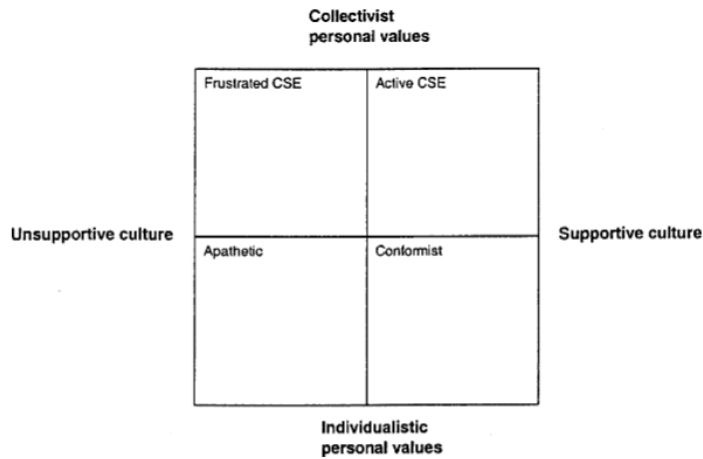 Collectivist
personal values
Frustrated CSE
Active CSE
Unsupportive culture
Supportive culture
Apathetic
Conformist
Individualistic
personal values